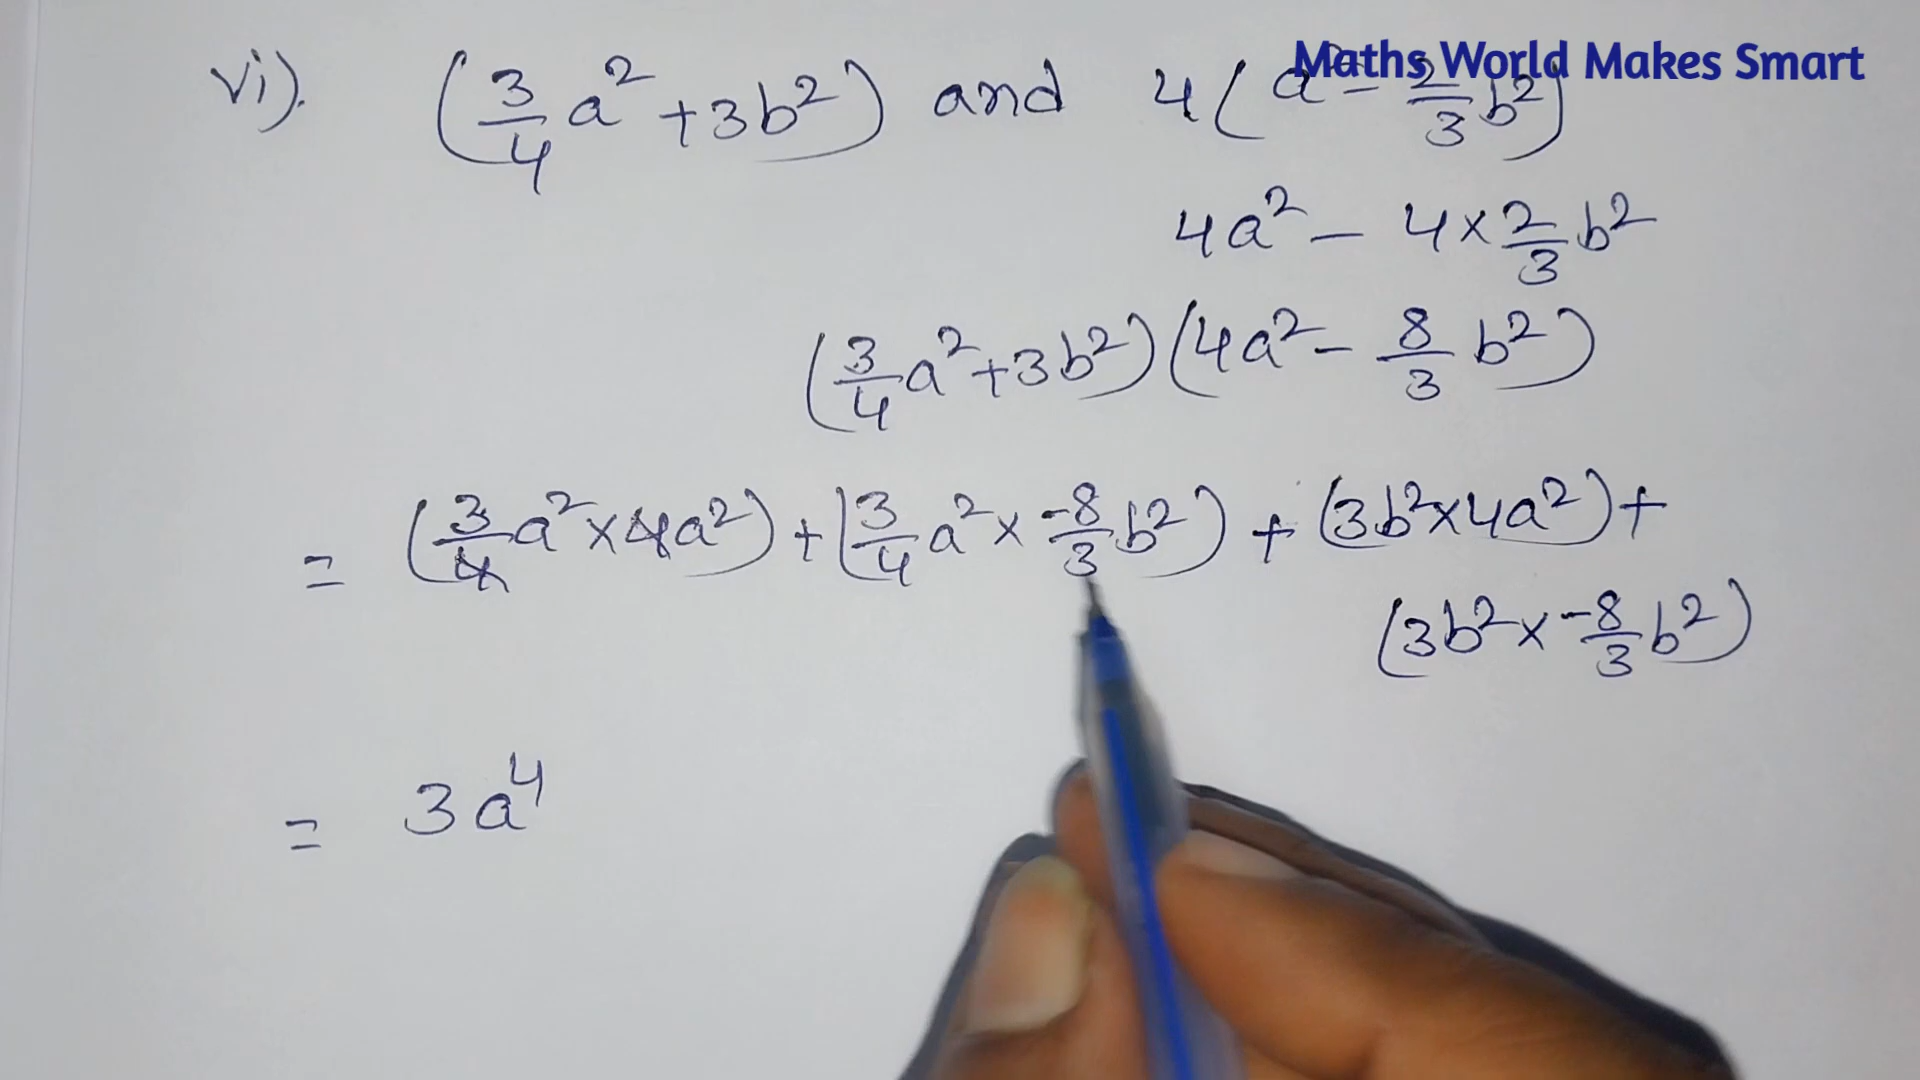 Maths World Makes Smart
vi). (3/4 a² + 3b²) and 4(a² - 2/3 b²)
4a² - 4 × 2/3 b²
(3/4 a² + 3b²)(4a² - 8/3 b²)
= (3/4 a² × 4a²) + (3/4 a² × -8/3 b²) + (3b² × 4a²) +
(3b² × -8/3 b²)
= 3a⁴